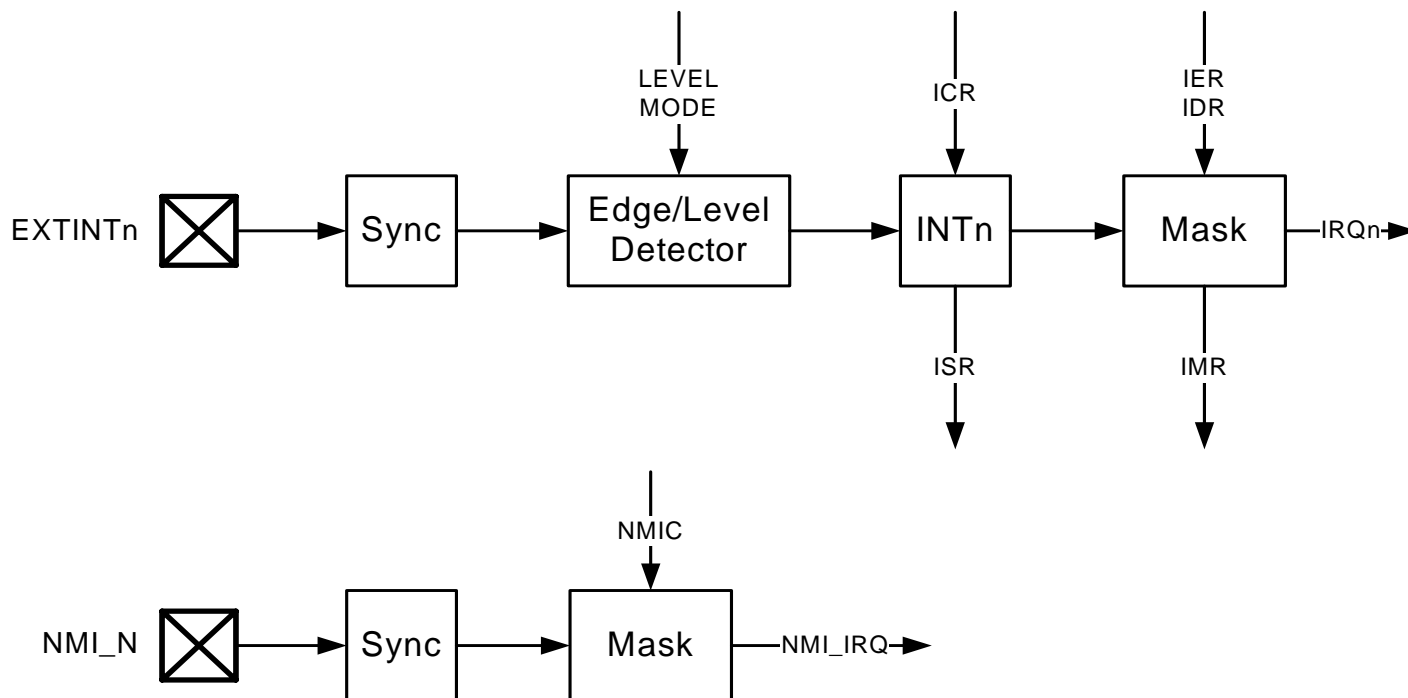 LEVEL
MODE
ICR
IER
IDR
EXTINTn
Sync
Edge/Level
Detector
INTn
Mask
IRQn
ISR
IMR
NMIC
NMI_N
Sync
Mask
NMI_IRQ